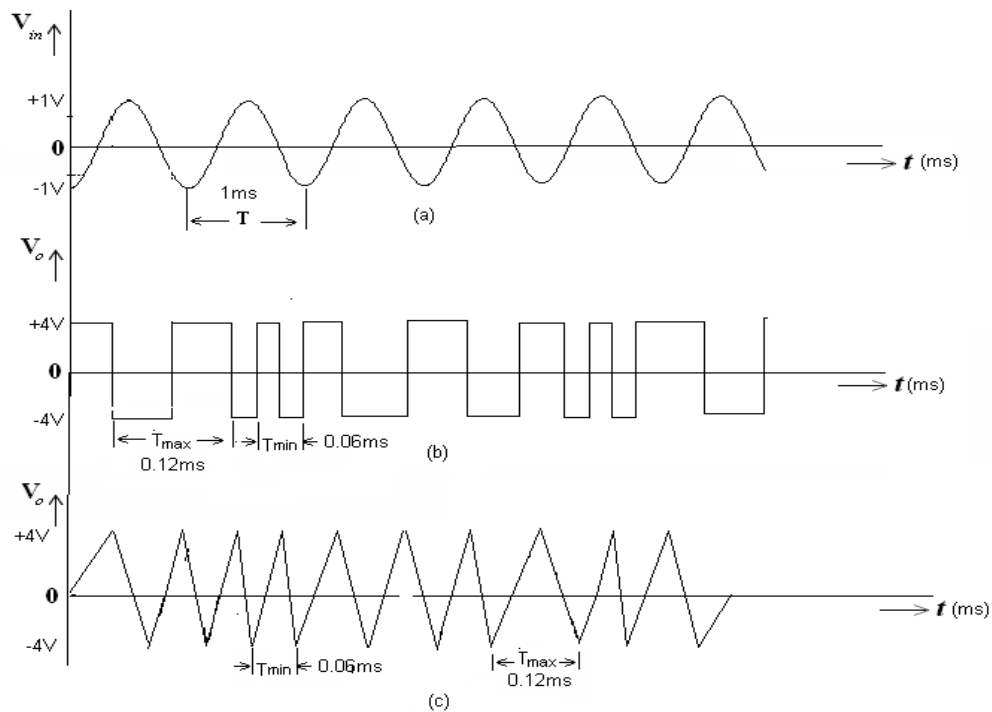 V in
+1V
0
-1V
t (ms)
1ms
T
(a)
Vo
+4V
0
-4V
t (ms)
Tmax
0.12ms
Tmin
0.06ms
(b)
Vo
+4V
0
-4V
t (ms)
Tmin
0.06ms
Tmax
0.12ms
(c)